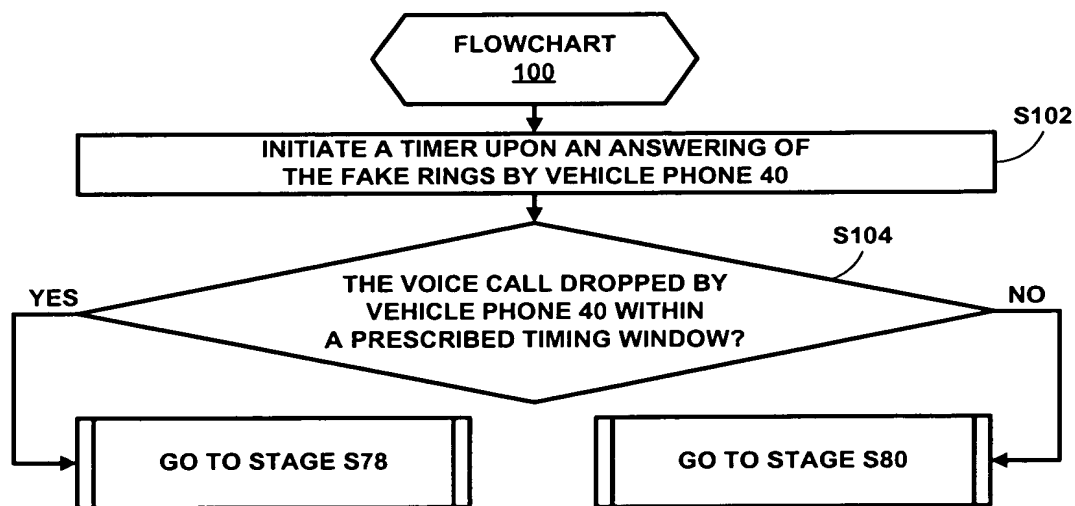 FLOWCHART
100
S102
INITIATE A TIMER UPON AN ANSWERING OF
THE FAKE RINGS BY VEHICLE PHONE 40
S104
YES
NO
THE VOICE CALL DROPPED BY
VEHICLE PHONE 40 WITHIN
A PRESCRIBED TIMING WINDOW?
GO TO STAGE S78
GO TO STAGE S80